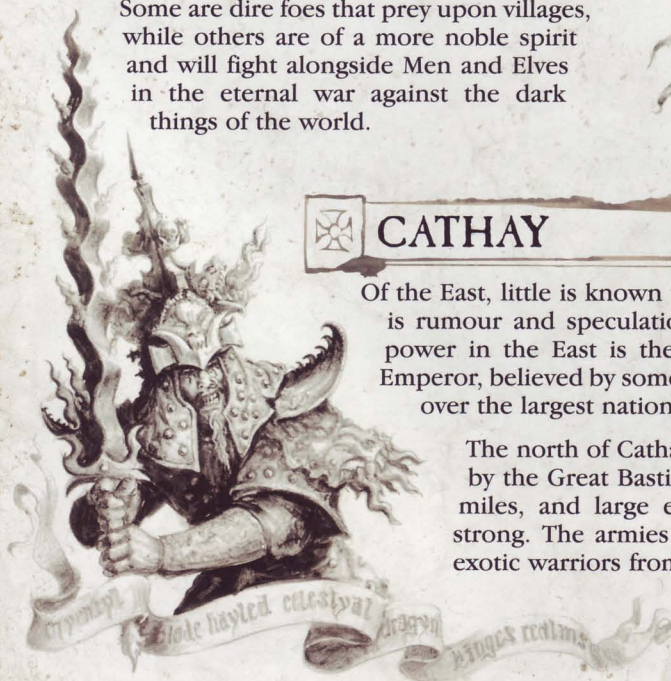 Some are dire foes that prey upon villages,
while others are of a more noble spirit
and will fight alongside Men and Elves
in the eternal war against the dark
things of the world.
CATHAY
Of the East, little is known
is rumour and speculatio
power in the East is the
Emperor, believed by some
over the largest nation
The north of Catha
by the Great Basti
miles, and large e
strong. The armies
exotic warriors from
blode hayled celestyal dragyn kinges realms